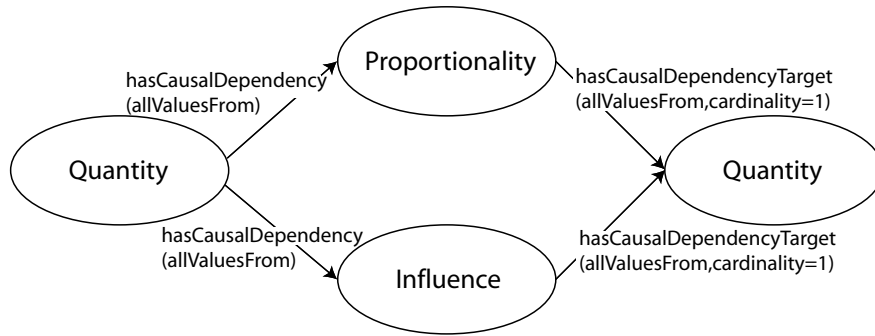 Proportionality
hasCausalDependency
(allValuesFrom)
hasCausalDependencyTarget
(allValuesFrom,cardinality=1)
Quantity
Quantity
hasCausalDependency
(allValuesFrom)
hasCausalDependencyTarget
(allValuesFrom,cardinality=1)
Influence